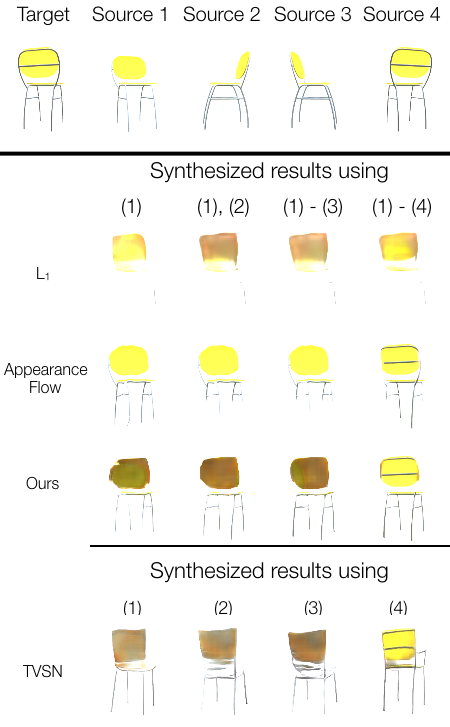 Target Source 1 Source 2 Source 3 Source 4
Synthesized results using
(1) (1), (2) (1) - (3) (1) - (4)
L₁
Appearance
Flow
Ours
Synthesized results using
(1) (2) (3) (4)
TVSN